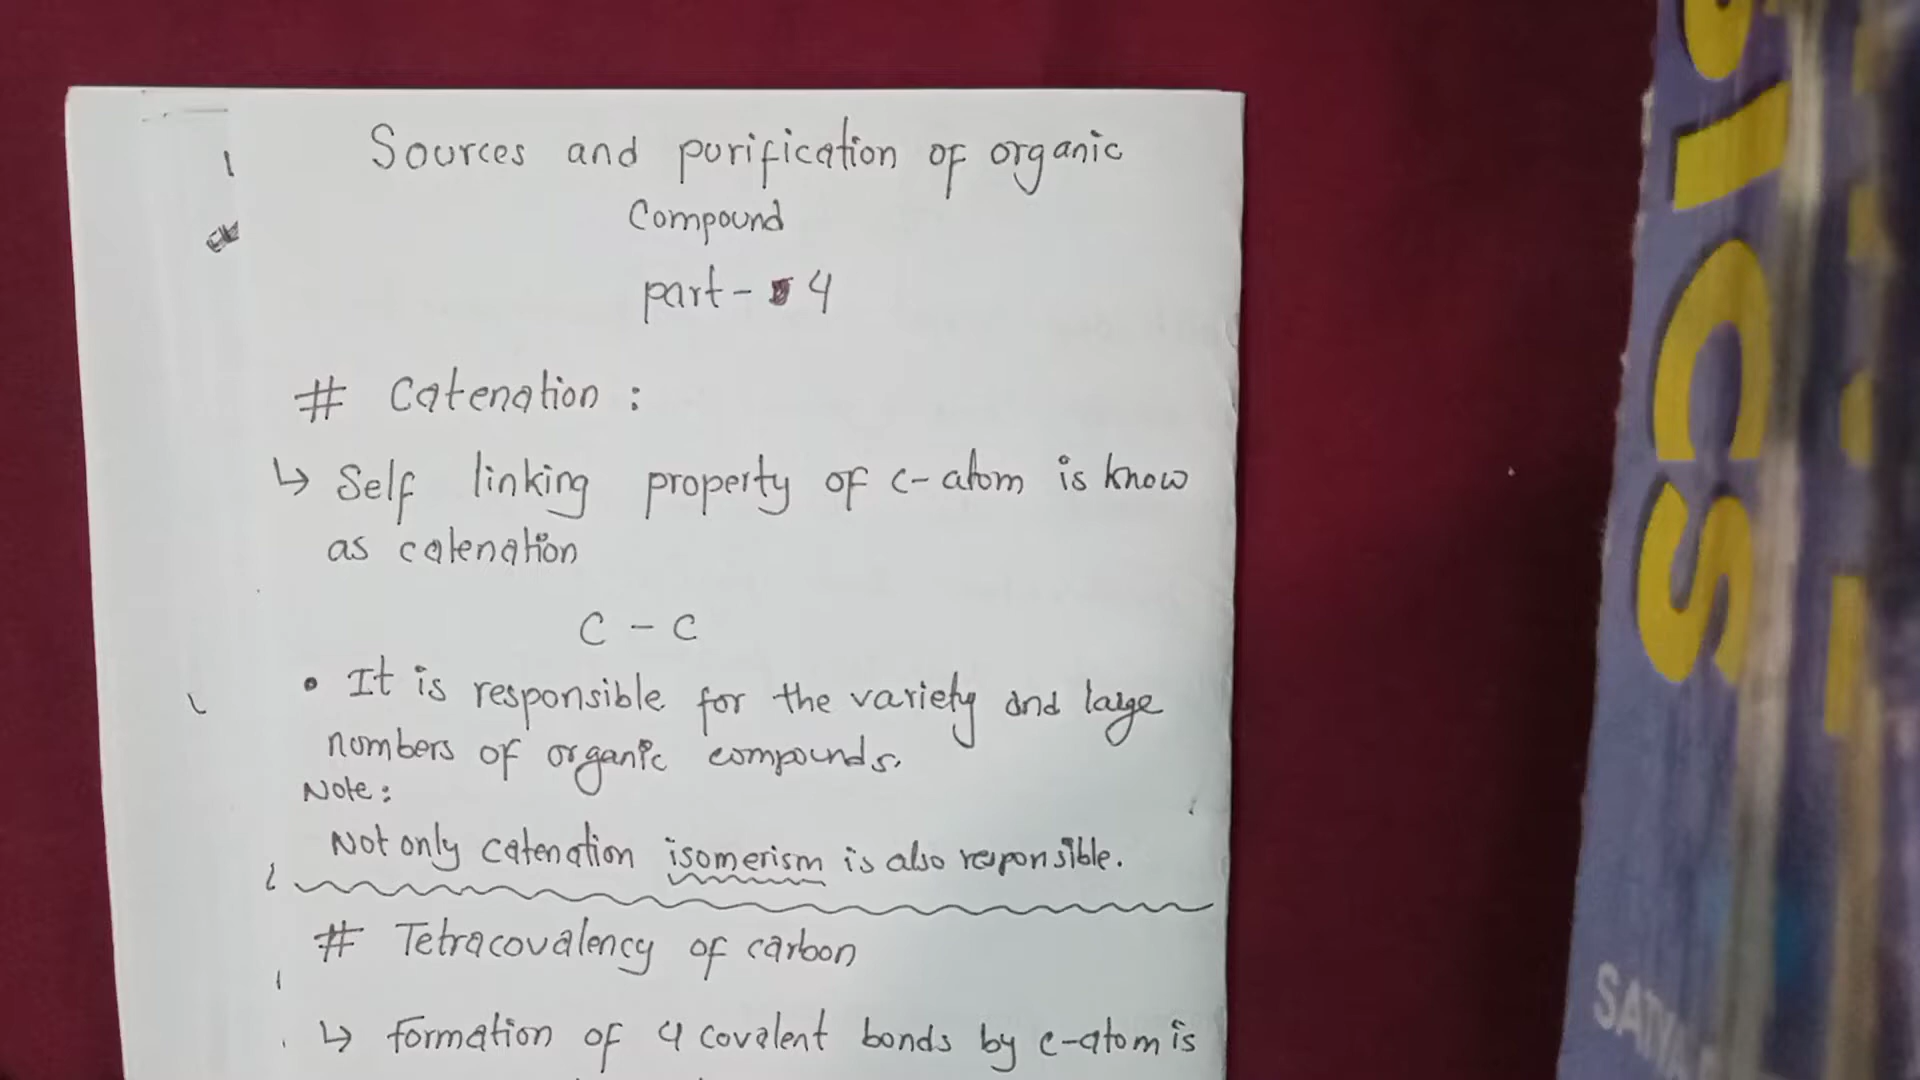 Sources and purification of organic
Compound
part - 4
# Catenation :
↳ Self linking property of c-atom is know
as catenation
C - C
• It is responsible for the variety and large
numbers of organic compounds.
Note :
Not only catenation isomerism is also responsible.
# Tetracovalency of carbon
↳ formation of 4 covalent bonds by c-atom is
SICS